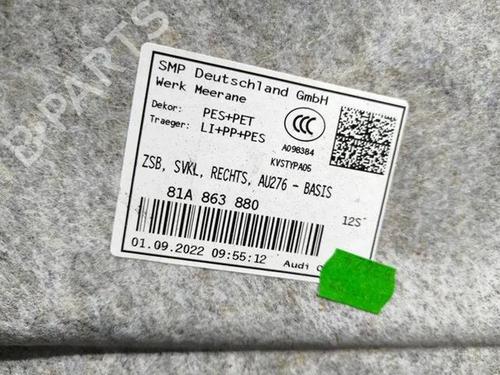 SMP Deutschland GmbH
Werk Meerane
Dekor: PES+PET
Traeger: LI+PP+PES
CCC
A098384
KVSTYPA05
ZSB, SVKL, RECHTS, AU276 - BASIS
81A 863 880
12S
01.09.2022 09:55:12
Audi
B-PARTS